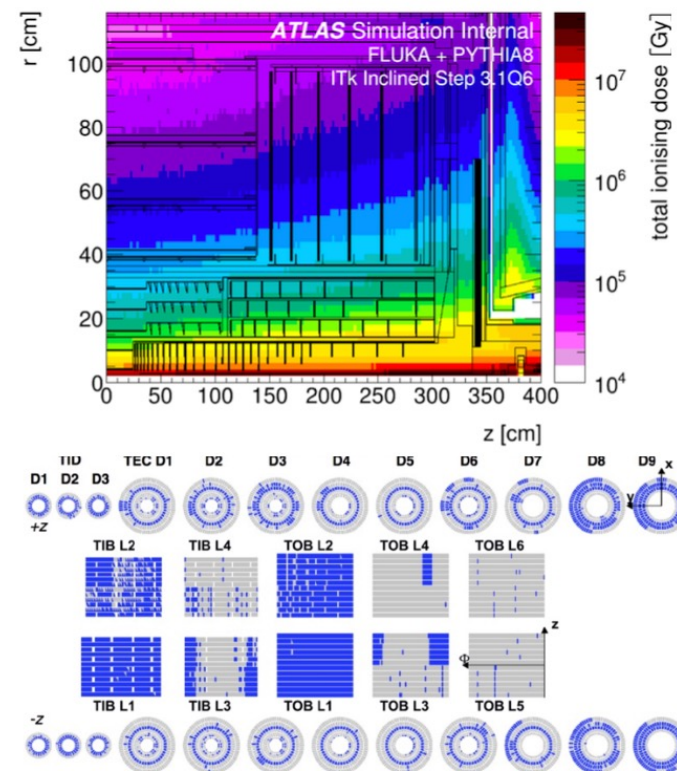 r [cm]
ATLAS Simulation Internal
FLUKA + PYTHIA8
ITk Inclined Step 3.1Q6
100
80
60
40
20
0
0 50 100 150 200 250 300 350 400
z [cm]
10⁷
10⁶
10⁵
10⁴
total ionising dose [Gy]
TID TEC D1 D2 D3 D4 D5 D6 D7 D8 D9
D1 D2 D3
+z
x
y
TIB L2 TIB L4 TOB L2 TOB L4 TOB L6
z
Φ
TIB L1 TIB L3 TOB L1 TOB L3 TOB L5
-z